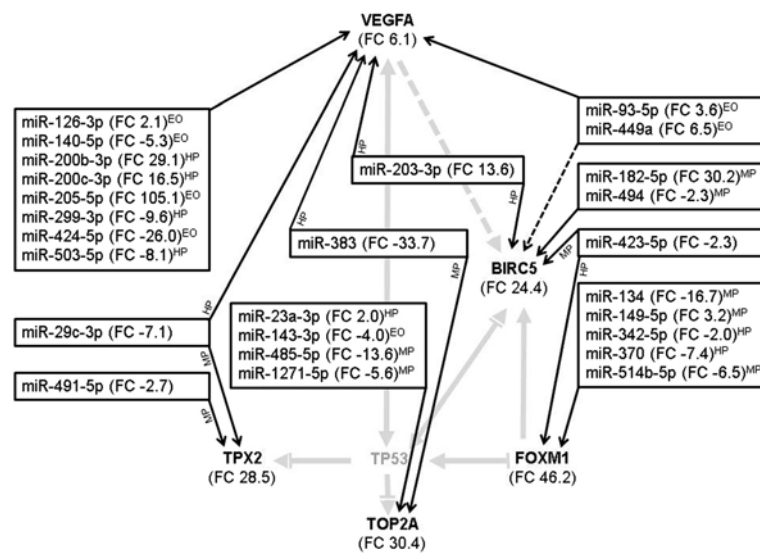 VEGFA
(FC 6.1)
miR-126-3p (FC 2.1)EO
miR-140-5p (FC -5.3)EO
miR-200b-3p (FC 29.1)HP
miR-200c-3p (FC 16.5)HP
miR-205-5p (FC 105.1)EO
miR-299-3p (FC -9.6)HP
miR-424-5p (FC -26.0)EO
miR-503-5p (FC -8.1)HP
miR-93-5p (FC 3.6)EO
miR-449a (FC 6.5)EO
HP
miR-203-3p (FC 13.6)
HP
miR-182-5p (FC 30.2)MP
miR-494 (FC -2.3)MP
HP
miR-383 (FC -33.7)
MP
miR-423-5p (FC -2.3)
MP
HP
BIRC5
(FC 24.4)
miR-23a-3p (FC 2.0)HP
miR-143-3p (FC -4.0)EO
miR-485-5p (FC -13.6)MP
miR-1271-5p (FC -5.6)MP
miR-134 (FC -16.7)MP
miR-149-5p (FC 3.2)MP
miR-342-5p (FC -2.0)HP
miR-370 (FC -7.4)HP
miR-514b-5p (FC -6.5)MP
HP
miR-29c-3p (FC -7.1)
MP
miR-491-5p (FC -2.7)
MP
TPX2
(FC 28.5)
TP53
FOXM1
(FC 46.2)
TOP2A
(FC 30.4)